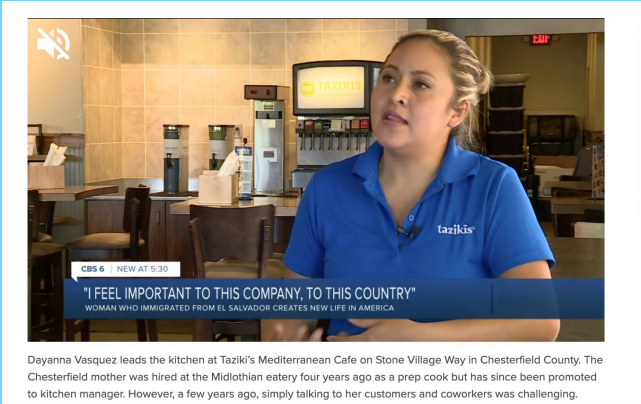 EXIT
TAZIKIS
tazikis
CBS 6 | NEW AT 5:30
"I FEEL IMPORTANT TO THIS COMPANY, TO THIS COUNTRY"
WOMAN WHO IMMIGRATED FROM EL SALVADOR CREATES NEW LIFE IN AMERICA
Dayanna Vasquez leads the kitchen at Taziki's Mediterranean Cafe on Stone Village Way in Chesterfield County. The
Chesterfield mother was hired at the Midlothian eatery four years ago as a prep cook but has since been promoted
to kitchen manager. However, a few years ago, simply talking to her customers and coworkers was challenging.